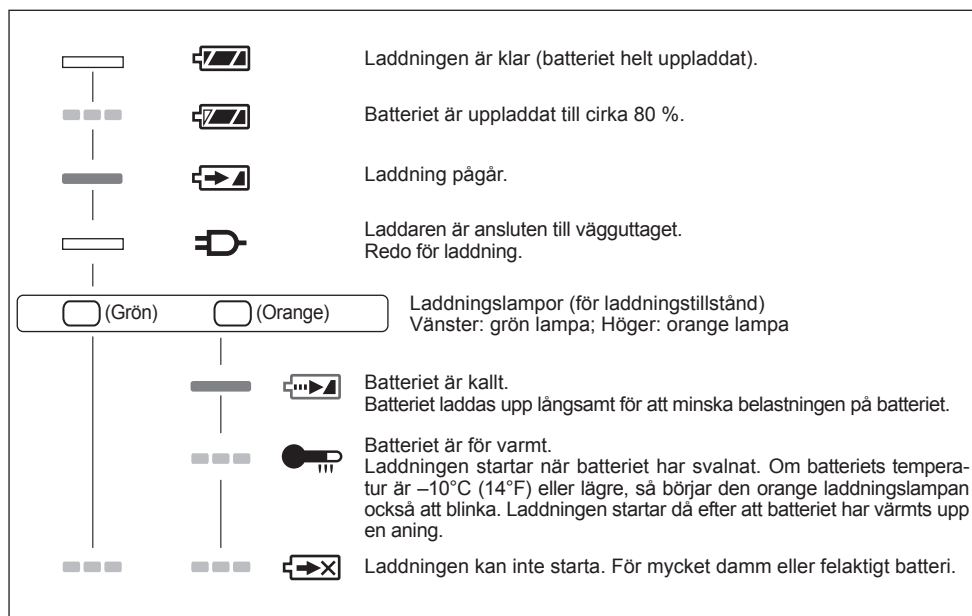 Laddningen är klar (batteriet helt uppladdat).
Batteriet är uppladdat till cirka 80 %.
Laddning pågår.
Laddaren är ansluten till vägguttaget.
Redo för laddning.
(Grön) (Orange)
Laddningslampor (för laddningstillstånd)
Vänster: grön lampa; Höger: orange lampa
Batteriet är kallt.
Batteriet laddas upp långsamt för att minska belastningen på batteriet.
Batteriet är för varmt.
Laddningen startar när batteriet har svalnat. Om batteriets tempera-
tur är –10°C (14°F) eller lägre, så börjar den orange laddningslampan
också att blinka. Laddningen startar då efter att batteriet har värmts upp
en aning.
Laddningen kan inte starta. För mycket damm eller felaktigt batteri.